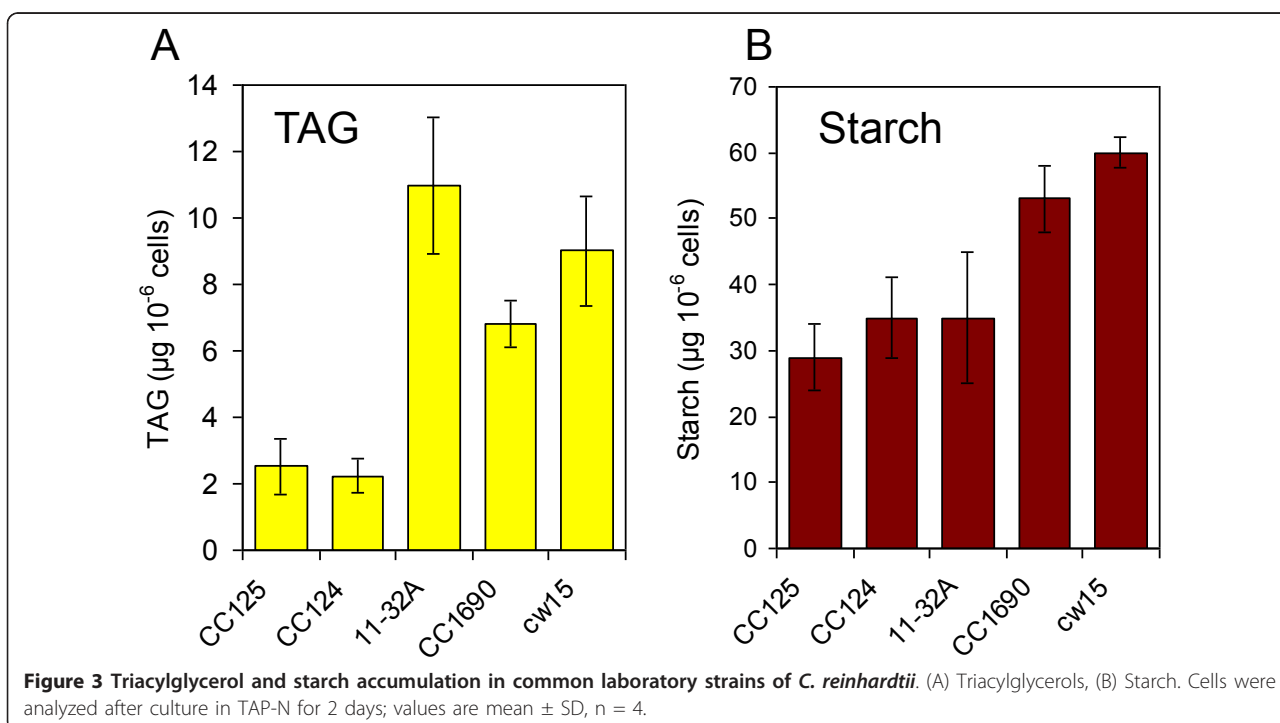 A
TAG
TAG (µg 10⁻⁶ cells)
14
12
10
8
6
4
2
0
CC125
CC124
11-32A
CC1690
cw15
B
Starch
Starch (µg 10⁻⁶ cells)
70
60
50
40
30
20
10
0
CC125
CC124
11-32A
CC1690
cw15
Figure 3 Triacylglycerol and starch accumulation in common laboratory strains of C. reinhardtii. (A) Triacylglycerols, (B) Starch. Cells were
analyzed after culture in TAP-N for 2 days; values are mean ± SD, n = 4.